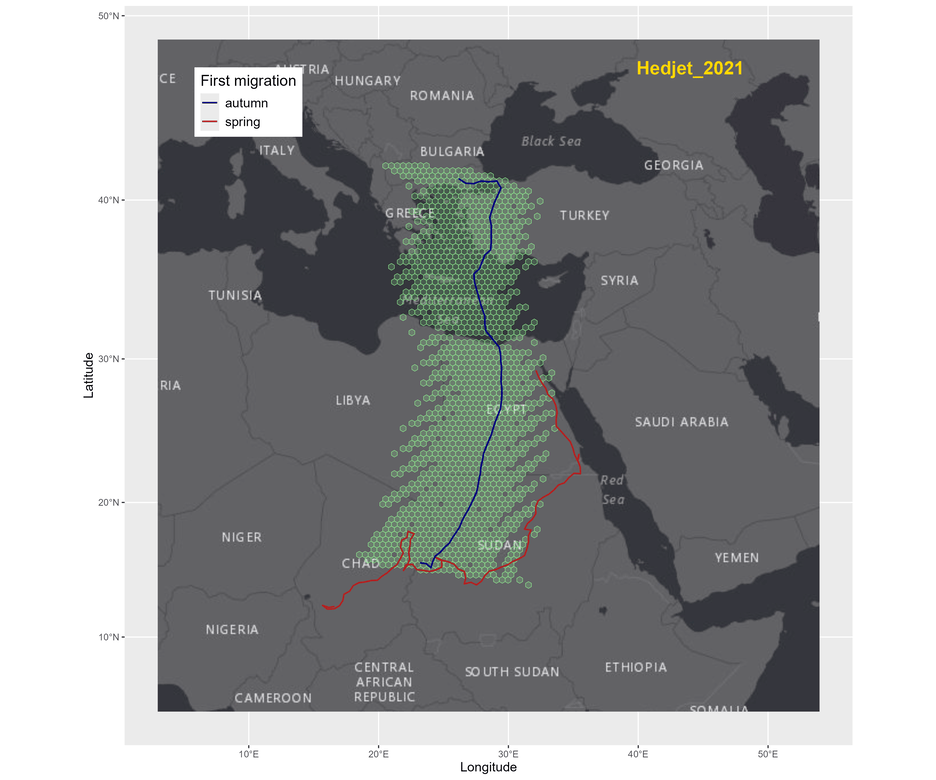 50°N
Hedjet_2021
First migration
autumn
spring
CE
AUSTRIA
HUNGARY
ROMANIA
ITALY
BULGARIA
Black Sea
GEORGIA
40°N
GREECE
TURKEY
TUNISIA
SYRIA
Mediterranean
Sea
30°N
RIA
LIBYA
EGYPT
SAUDI ARABIA
Red
Sea
20°N
NIGER
CHAD
SUDAN
YEMEN
10°N
NIGERIA
CENTRAL
AFRICAN
REPUBLIC
SOUTH SUDAN
ETHIOPIA
CAMEROON
SOMALIA
10°E
20°E
30°E
40°E
50°E
Longitude
Latitude